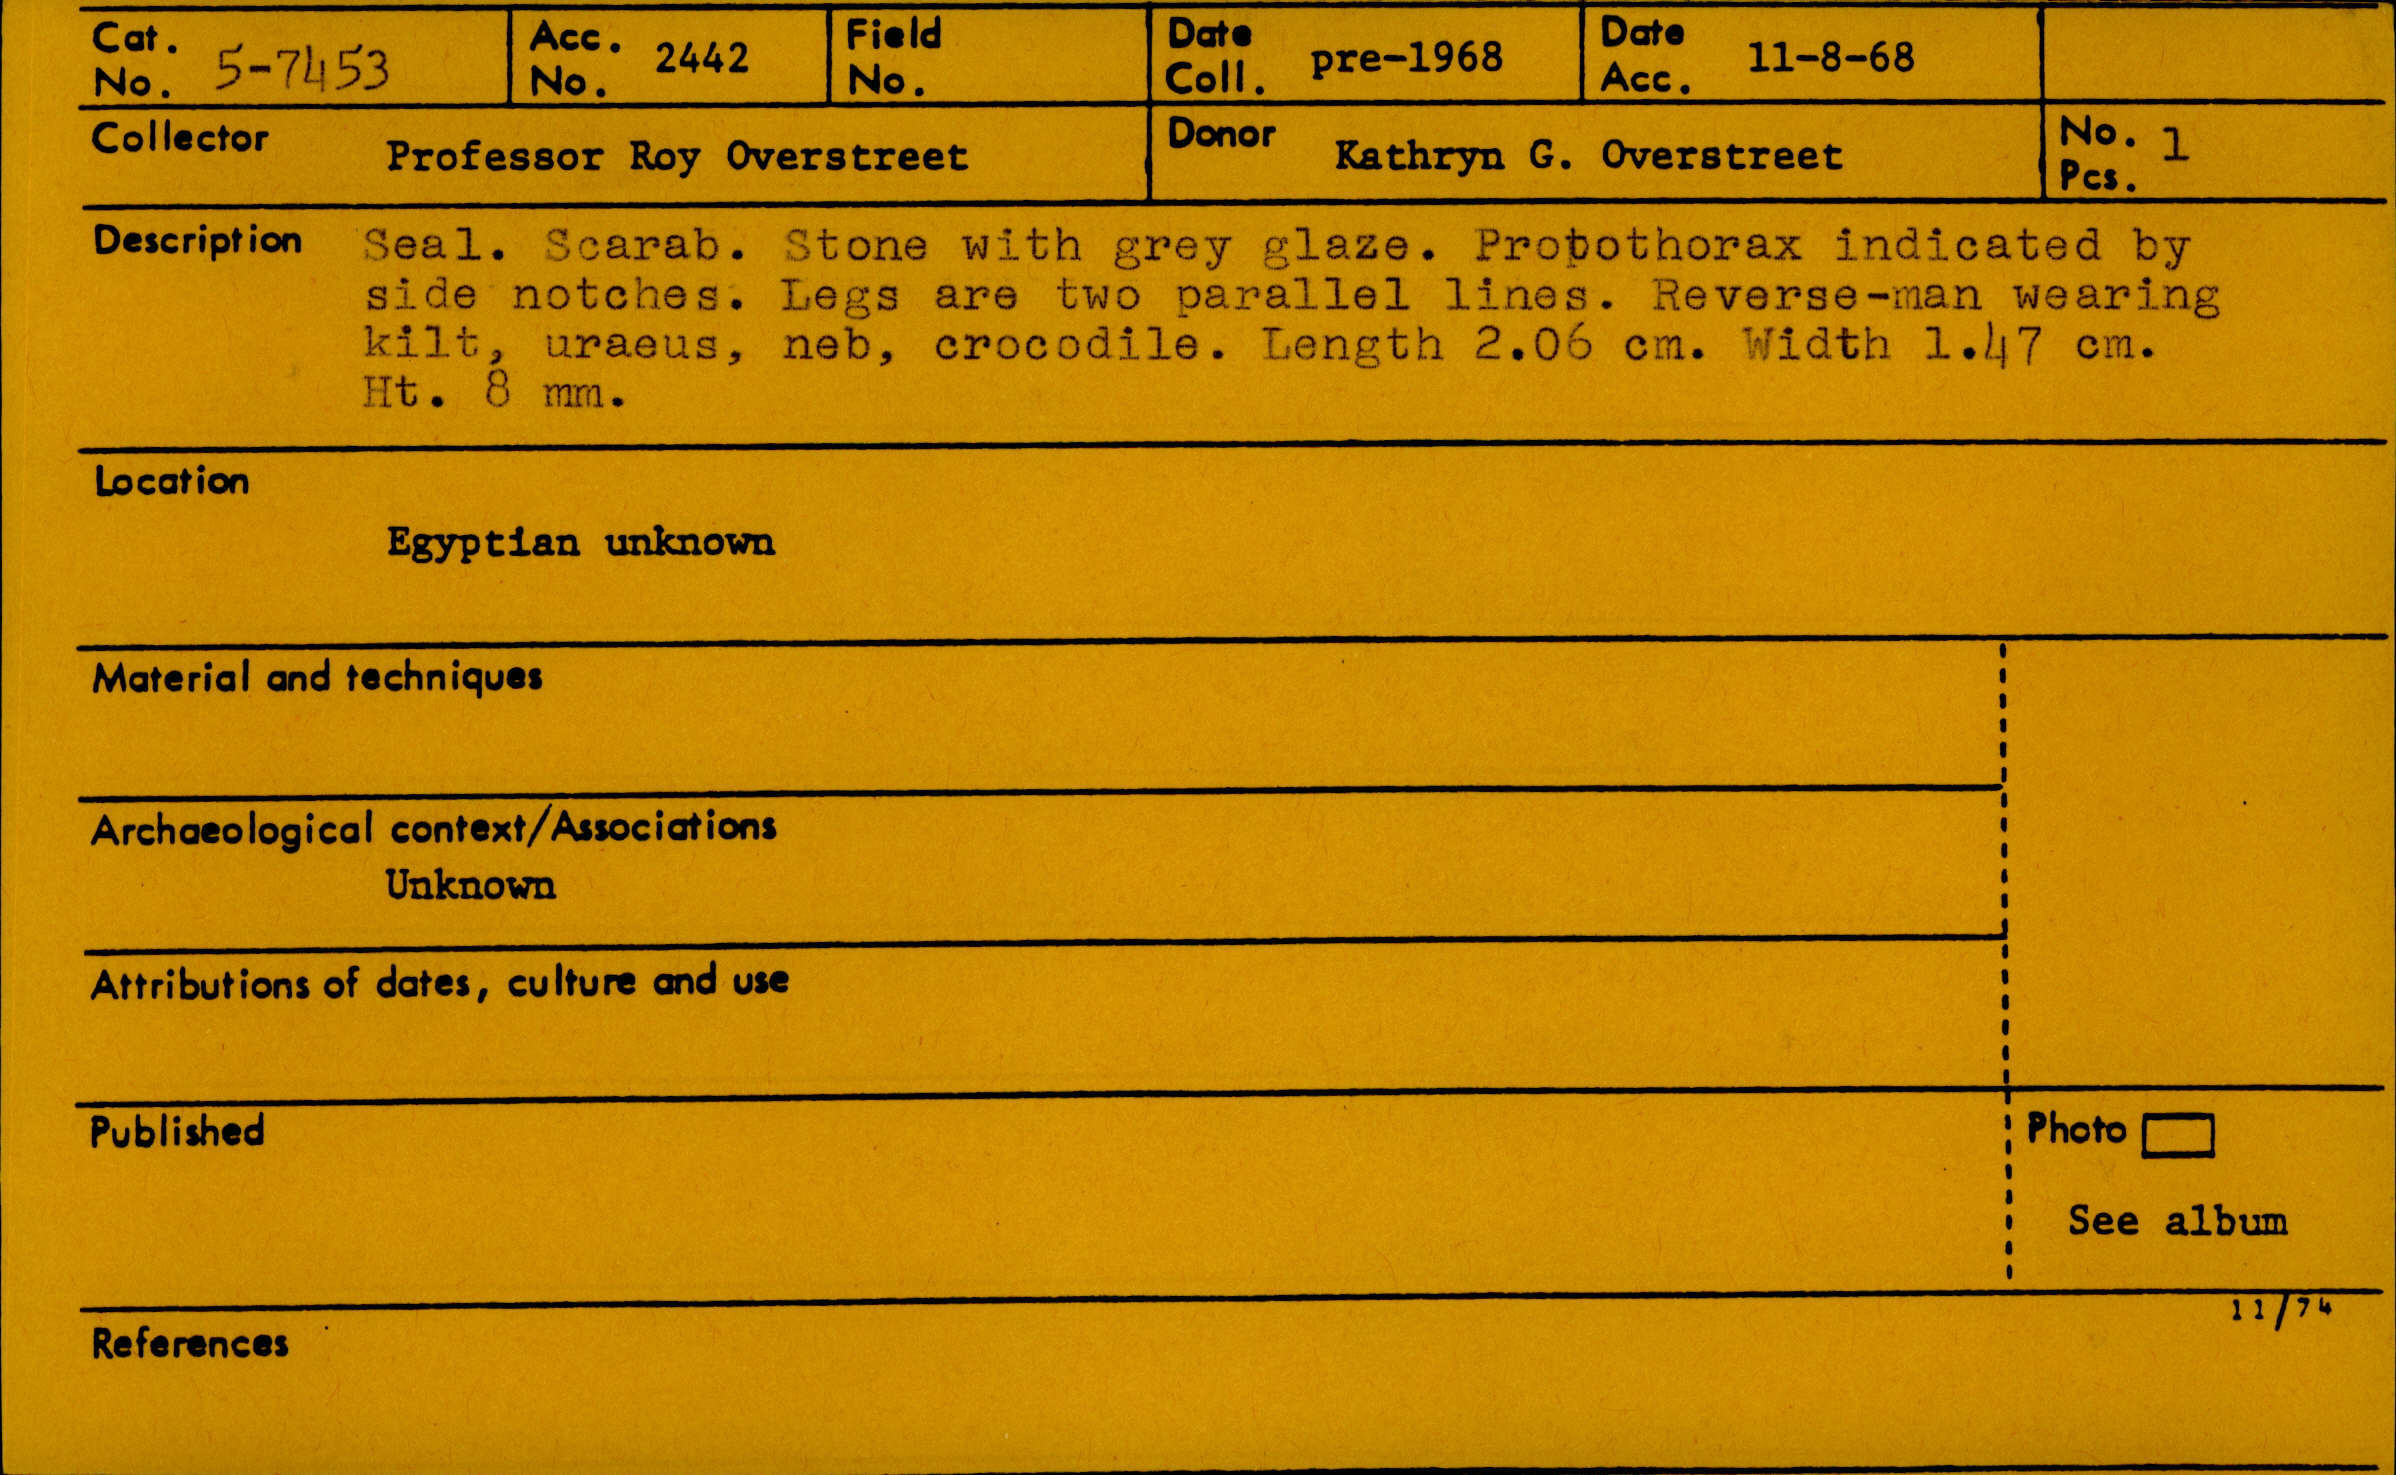 Cat. No. 5-7453
Acc. No. 2442
Field No.
Date Coll. pre-1968
Date Acc. 11-8-68
Collector Professor Roy Overstreet
Donor Kathryn G. Overstreet
No. Pcs. 1
Description Seal. Scarab. Stone with grey glaze. Protothorax indicated by
side notches. Legs are two parallel lines. Reverse-man wearing
kilt, uraeus, neb, crocodile. Length 2.06 cm. Width 1.47 cm.
Ht. 8 mm.
Location
Egyptian unknown
Material and techniques
Archaeological context/Associations
Unknown
Attributions of dates, culture and use
Published
Photo
See album
11/74
References